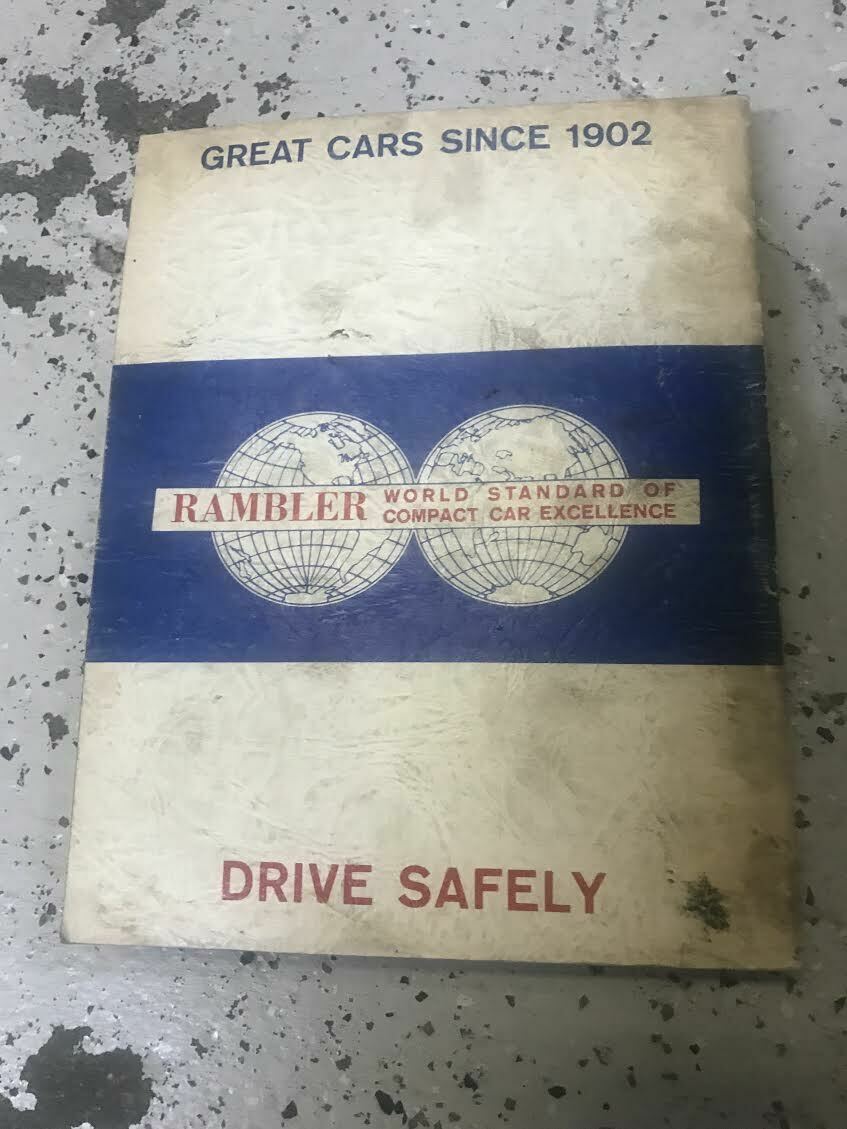 GREAT CARS SINCE 1902
RAMBLER
WORLD STANDARD OF
COMPACT CAR EXCELLENCE
DRIVE SAFELY